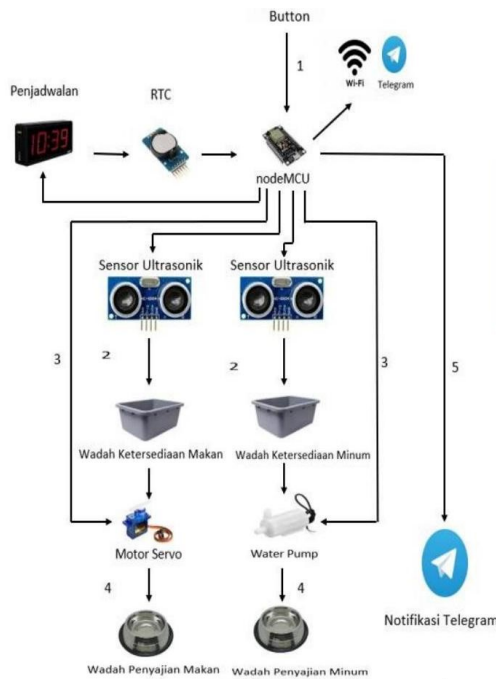 Button
1
Wi-Fi
Telegram
Penjadwalan
RTC
10:39
nodeMCU
Sensor Ultrasonik
Sensor Ultrasonik
3
2
2
3
5
Wadah Ketersediaan Makan
Wadah Ketersediaan Minum
Motor Servo
Water Pump
4
4
Notifikasi Telegram
Wadah Penyajian Makan
Wadah Penyajian Minum